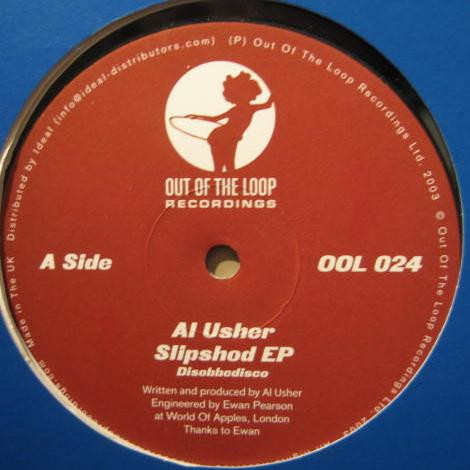 Made in The UK Distributed by Ideal (info@ideal-distributors.com) (P) Out Of The Loop Recordings Ltd. 2003 © Out Of The Loop Recordings Ltd. 2003
OUT OF THE LOOP
RECORDINGS
A Side
OOL 024
Al Usher
Slipshod EP
Disobbedisco
Written and produced by Al Usher
Engineered by Ewan Pearson
at World Of Apples, London
Thanks to Ewan